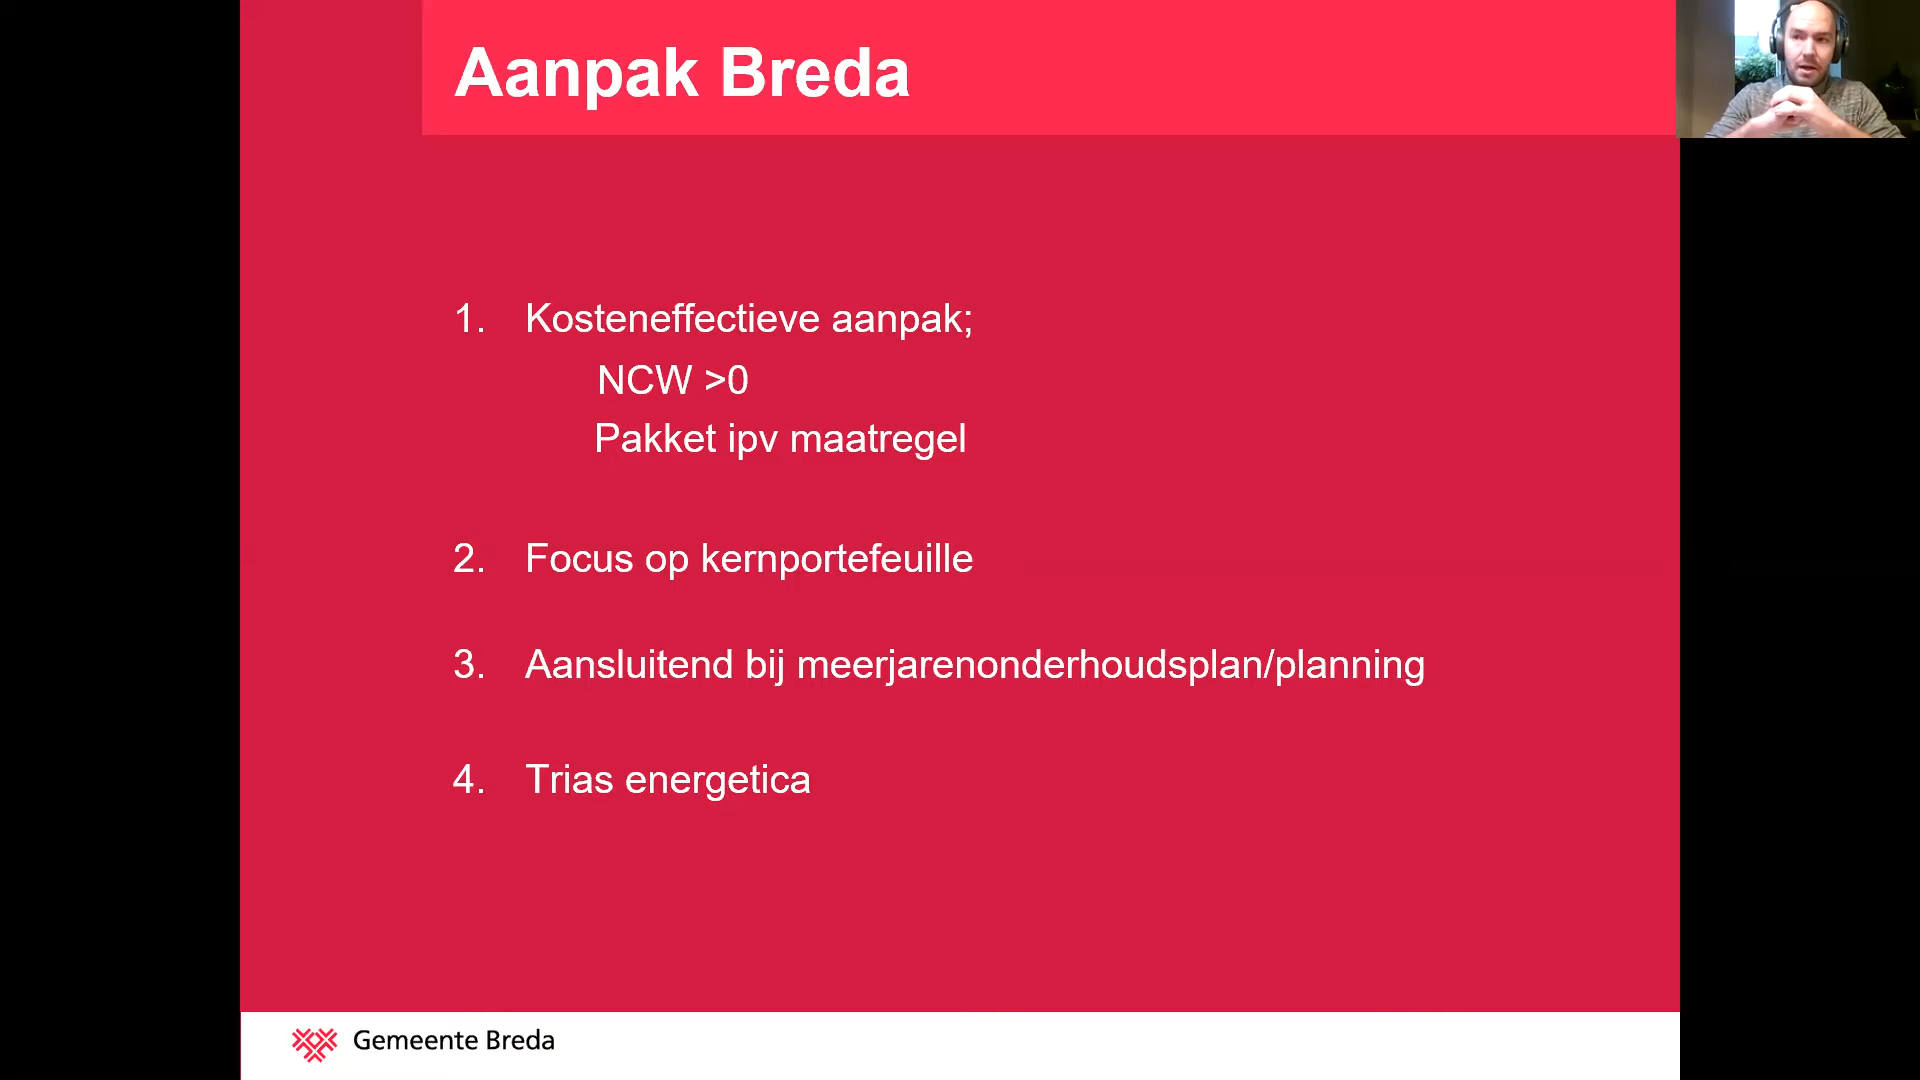 Aanpak Breda
1. Kosteneffectieve aanpak;
NCW >0
Pakket ipv maatregel
2. Focus op kernportefeuille
3. Aansluitend bij meerjarenonderhoudsplan/planning
4. Trias energetica
Gemeente Breda